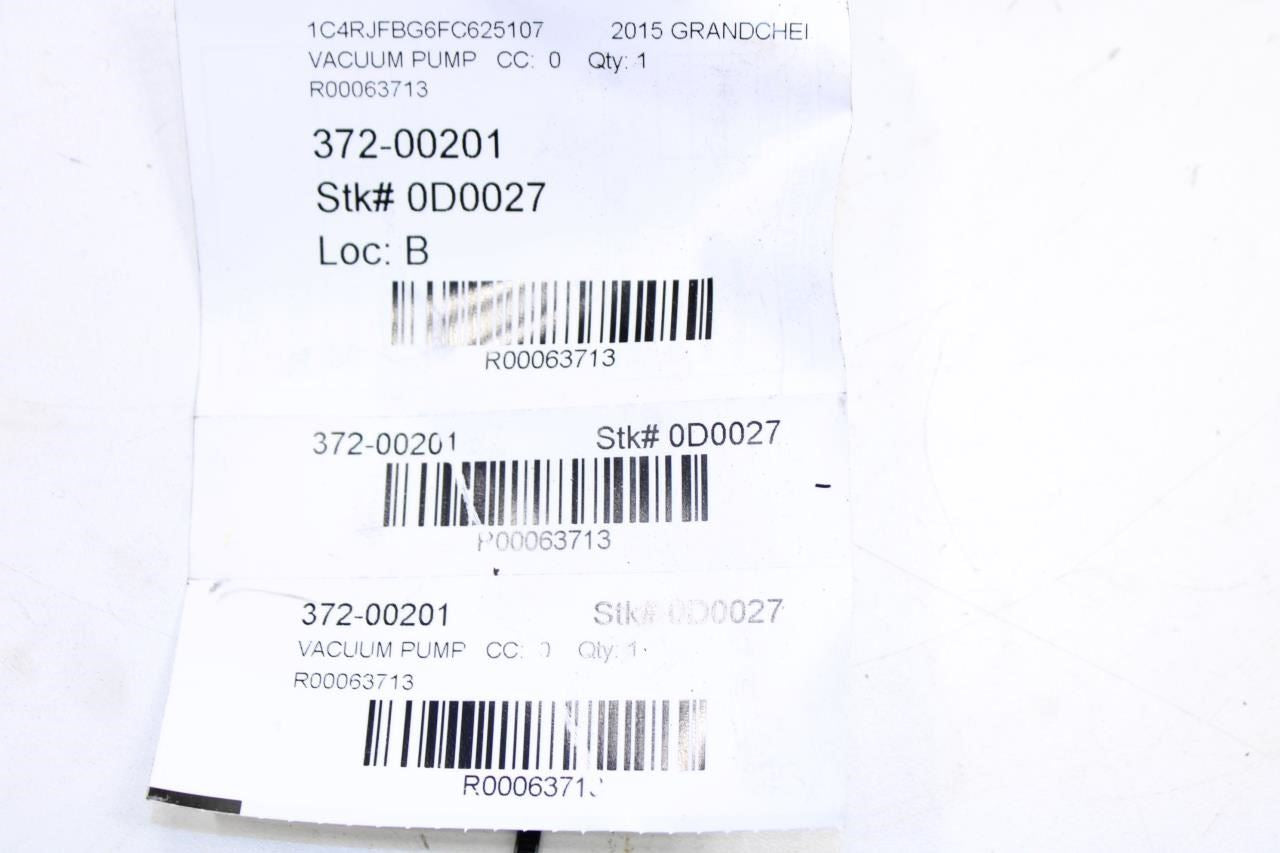 1C4RJFBG6FC625107 2015 GRANDCHE
VACUUM PUMP CC: 0 Qty: 1
R00063713
372-00201
Stk# 0D0027
Loc: B
R00063713
372-00201 Stk# 0D0027
R00063713
372-00201 Stk# 0D0027
VACUUM PUMP CC: 0 Qty: 1
R00063713
R00063713